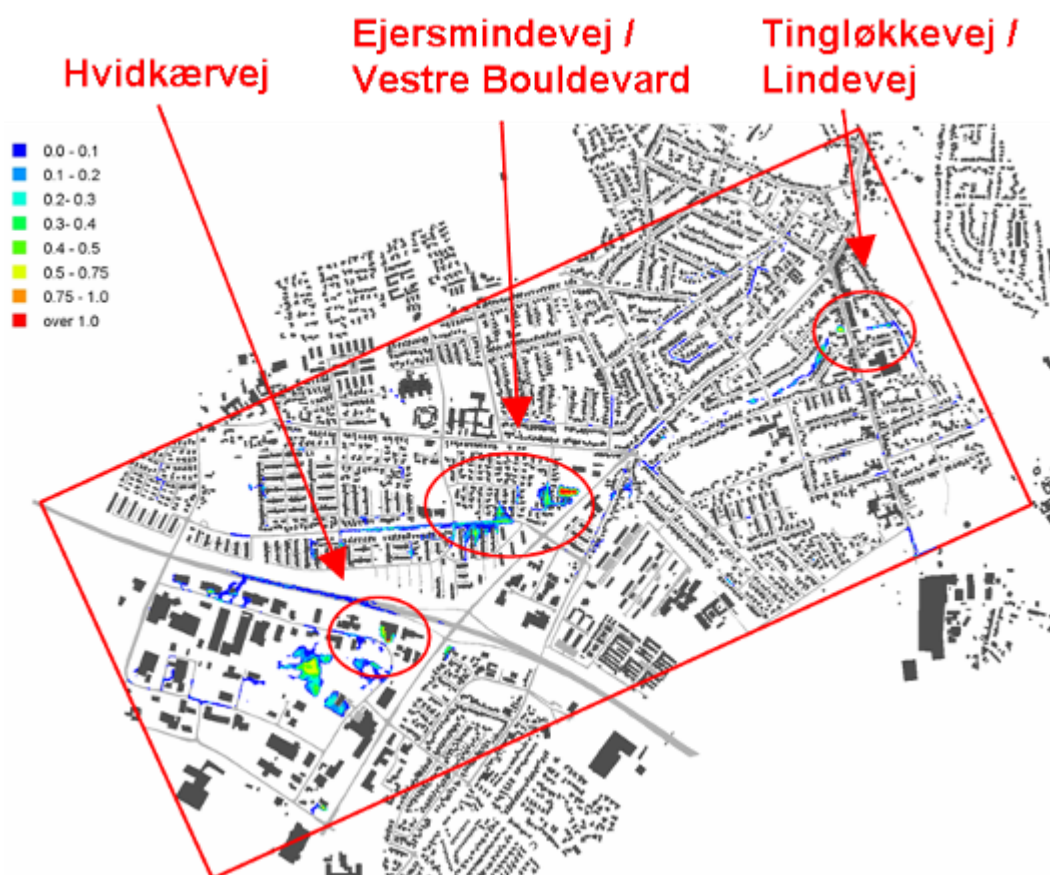 Hvidkærvej
Ejersmindevej /
Vestre Bouldevard
Tingløkkevej /
Lindevej
0.0 - 0.1
0.1 - 0.2
0.2- 0.3
0.3- 0.4
0.4 - 0.5
0.5 - 0.75
0.75 - 1.0
over 1.0